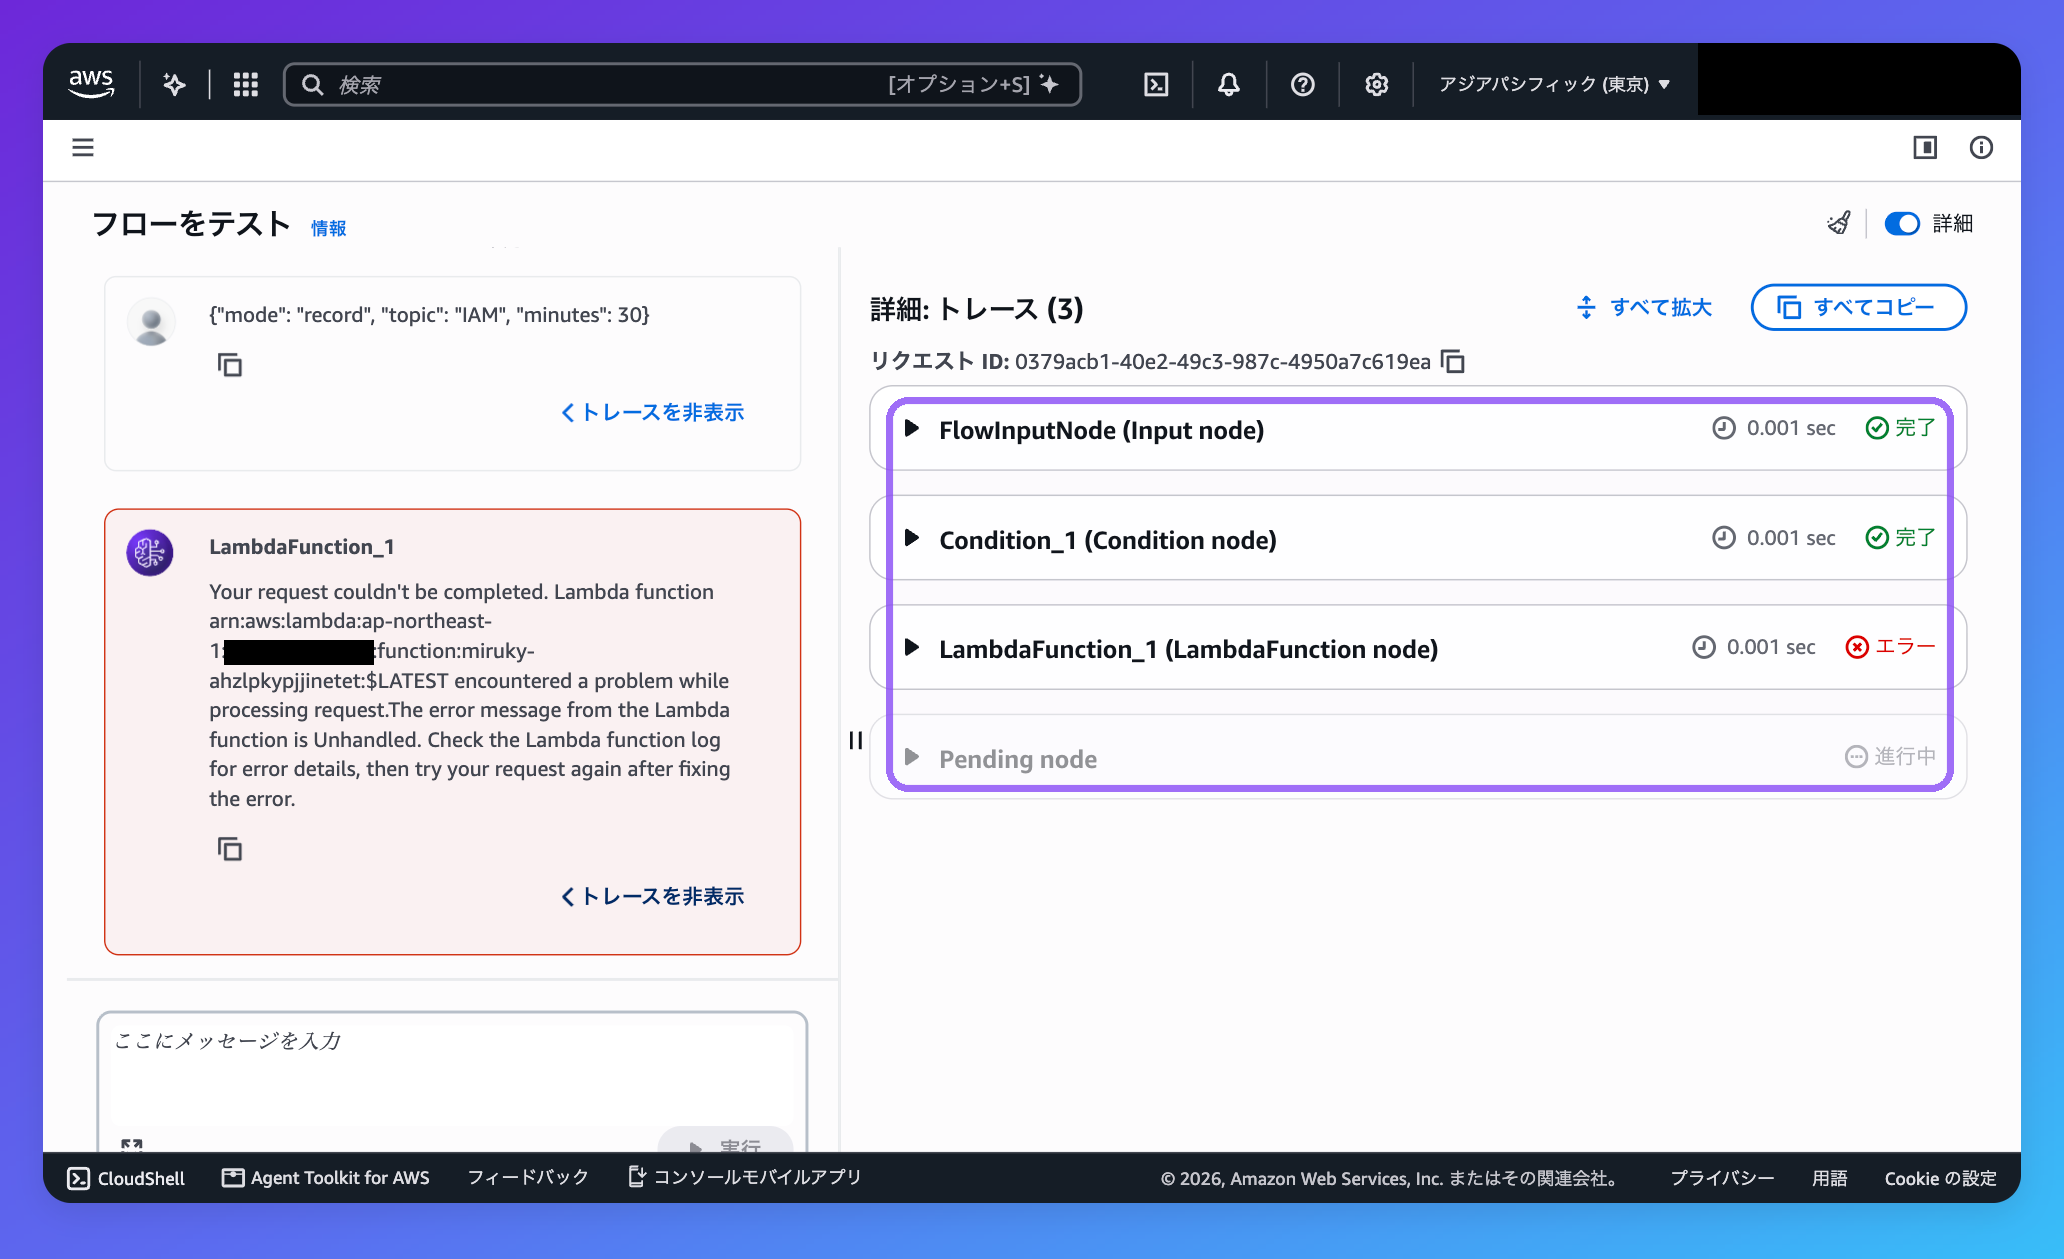 aws
検索
[オプション+S]
アジアパシフィック (東京) ▼
フローをテスト 情報
詳細
{"mode": "record", "topic": "IAM", "minutes": 30}
トレースを非表示
LambdaFunction_1
Your request couldn't be completed. Lambda function
arn:aws:lambda:ap-northeast-
1: :function:miruky-
ahzlpkypjjinetet:$LATEST encountered a problem while
processing request.The error message from the Lambda
function is Unhandled. Check the Lambda function log
for error details, then try your request again after fixing
the error.
トレースを非表示
ここにメッセージを入力
実行
詳細: トレース (3)
すべて拡大
すべてコピー
リクエスト ID: 0379acb1-40e2-49c3-987c-4950a7c619ea
FlowInputNode (Input node) 0.001 sec 完了
Condition_1 (Condition node) 0.001 sec 完了
LambdaFunction_1 (LambdaFunction node) 0.001 sec エラー
Pending node 進行中
CloudShell Agent Toolkit for AWS フィードバック コンソールモバイルアプリ © 2026, Amazon Web Services, Inc. またはその関連会社。 プライバシー 用語 Cookie の設定